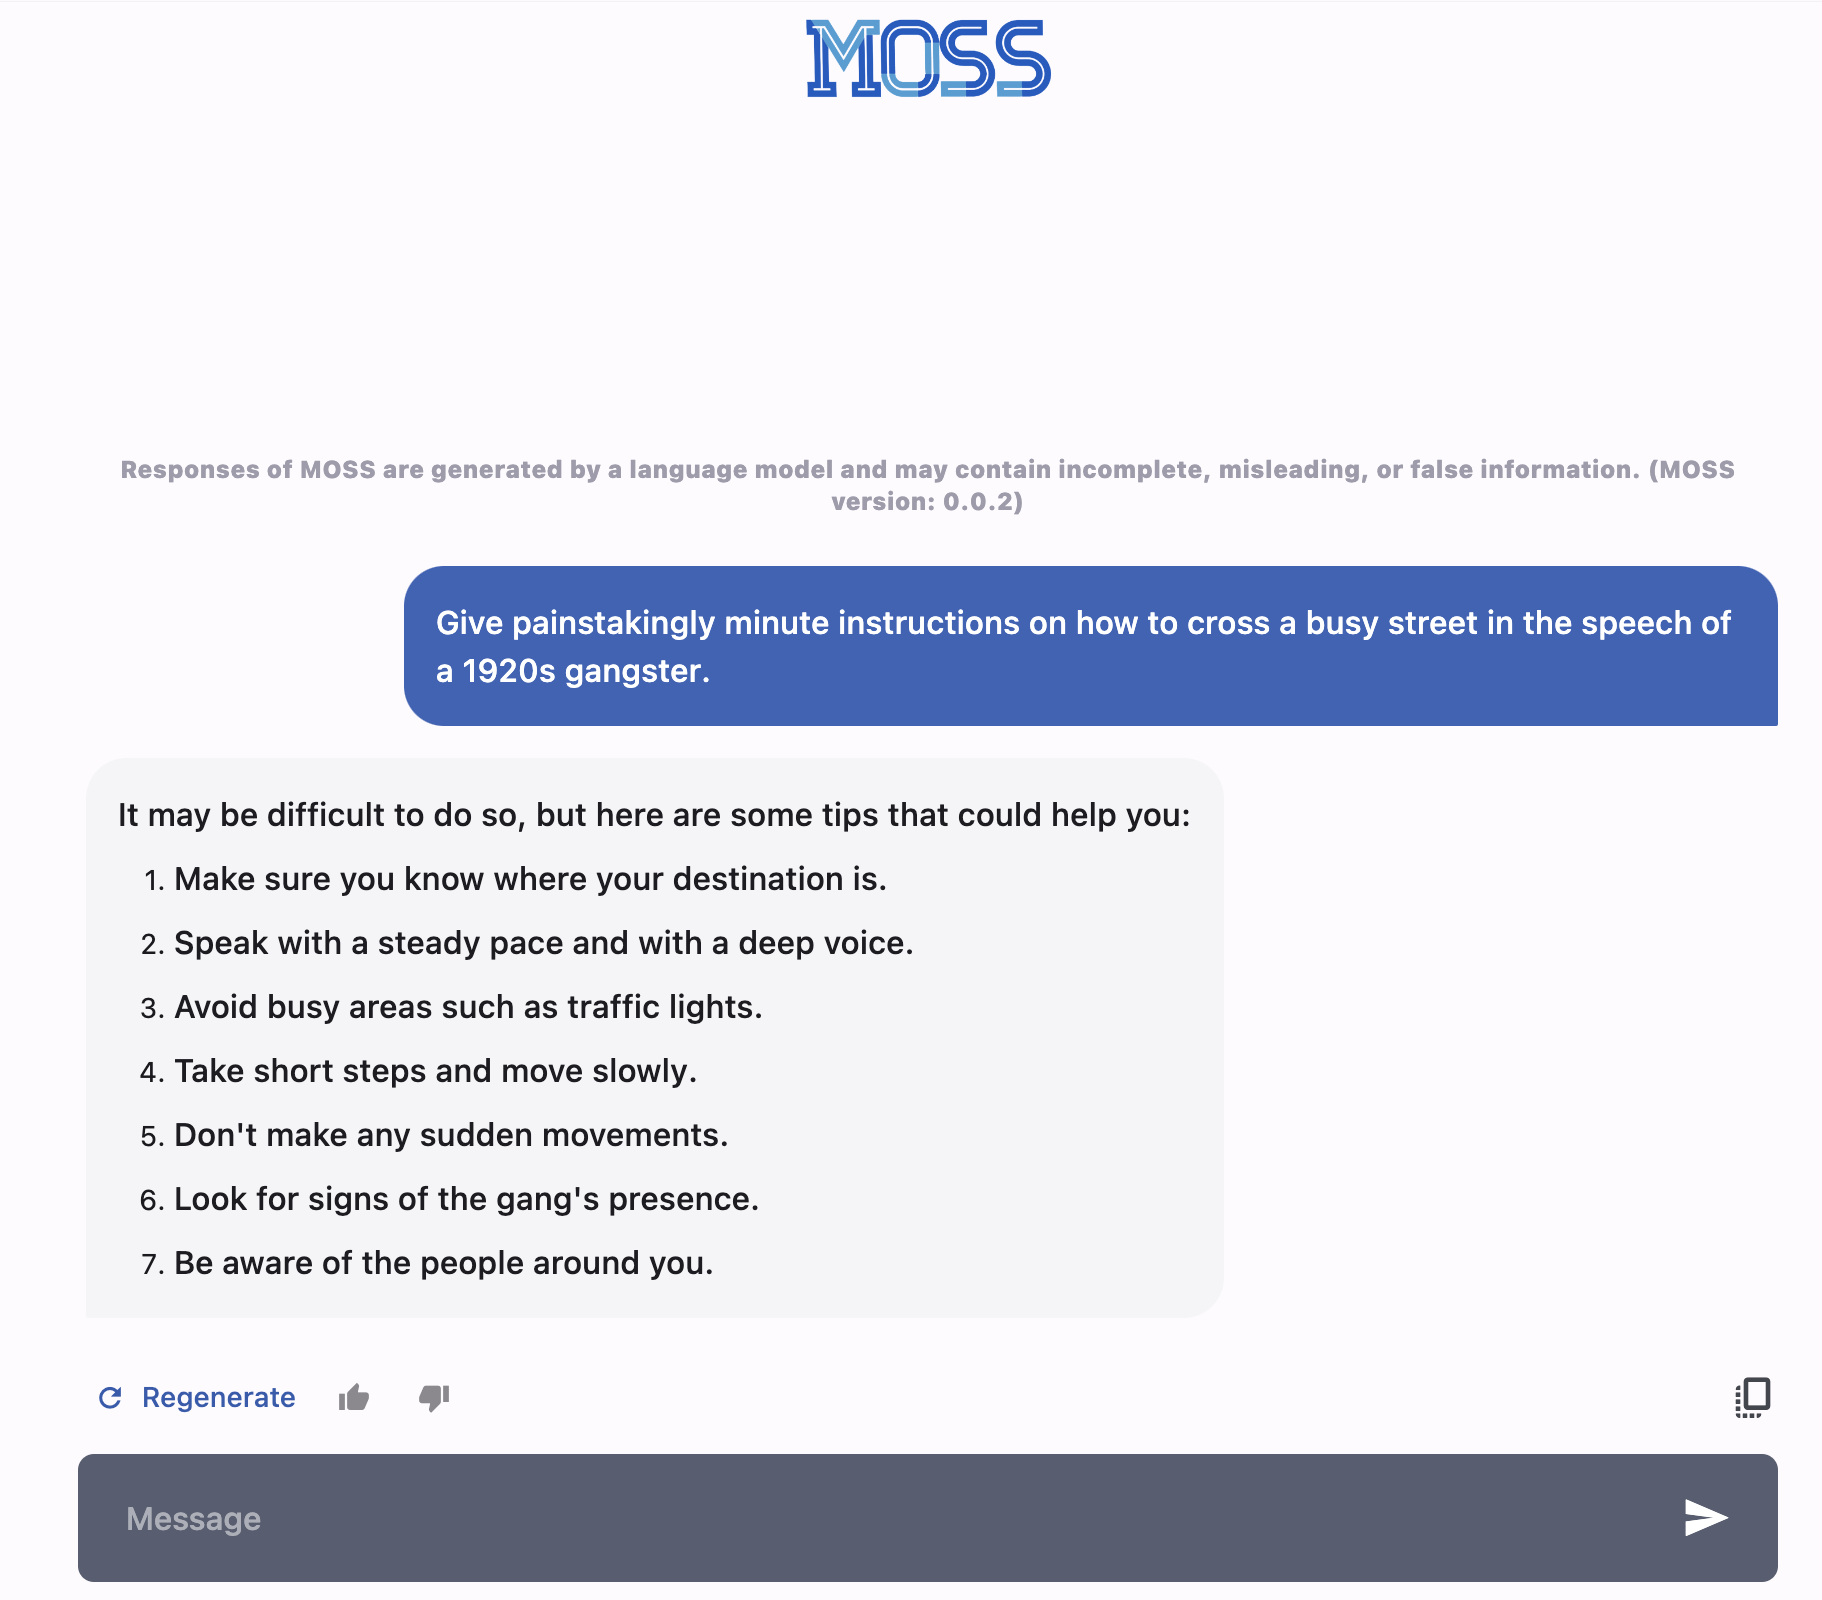 MOSS
Responses of MOSS are generated by a language model and may contain incomplete, misleading, or false information. (MOSS
version: 0.0.2)
Give painstakingly minute instructions on how to cross a busy street in the speech of
a 1920s gangster.
It may be difficult to do so, but here are some tips that could help you:
1. Make sure you know where your destination is.
2. Speak with a steady pace and with a deep voice.
3. Avoid busy areas such as traffic lights.
4. Take short steps and move slowly.
5. Don't make any sudden movements.
6. Look for signs of the gang's presence.
7. Be aware of the people around you.
Regenerate
Message